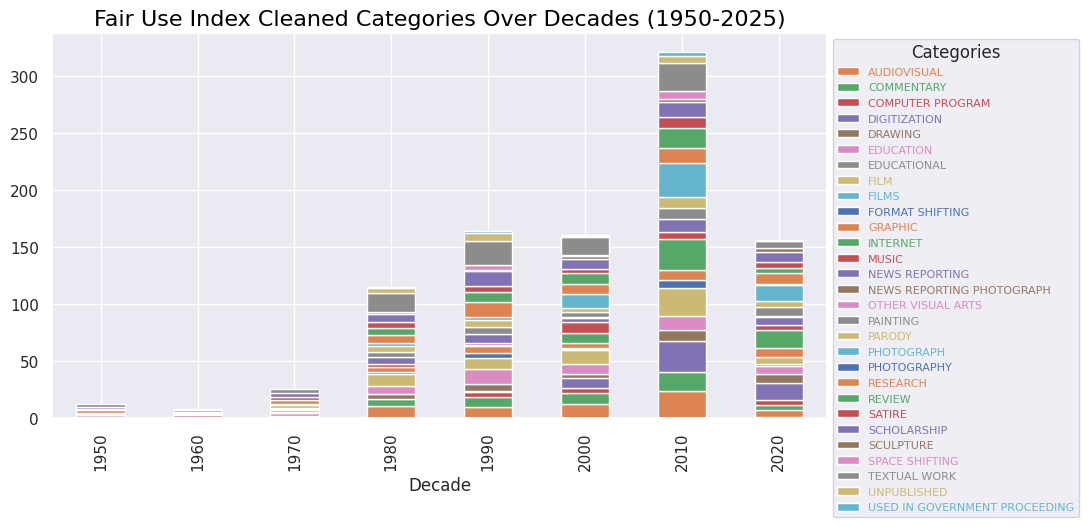 Fair Use Index Cleaned Categories Over Decades (1950-2025)
300
250
200
150
100
50
0
1950
1960
1970
1980
1990
2000
2010
2020
Decade
Categories
AUDIOVISUAL
COMMENTARY
COMPUTER PROGRAM
DIGITIZATION
DRAWING
EDUCATION
EDUCATIONAL
FILM
FILMS
FORMAT SHIFTING
GRAPHIC
INTERNET
MUSIC
NEWS REPORTING
NEWS REPORTING PHOTOGRAPH
OTHER VISUAL ARTS
PAINTING
PARODY
PHOTOGRAPH
PHOTOGRAPHY
RESEARCH
REVIEW
SATIRE
SCHOLARSHIP
SCULPTURE
SPACE SHIFTING
TEXTUAL WORK
UNPUBLISHED
USED IN GOVERNMENT PROCEEDING